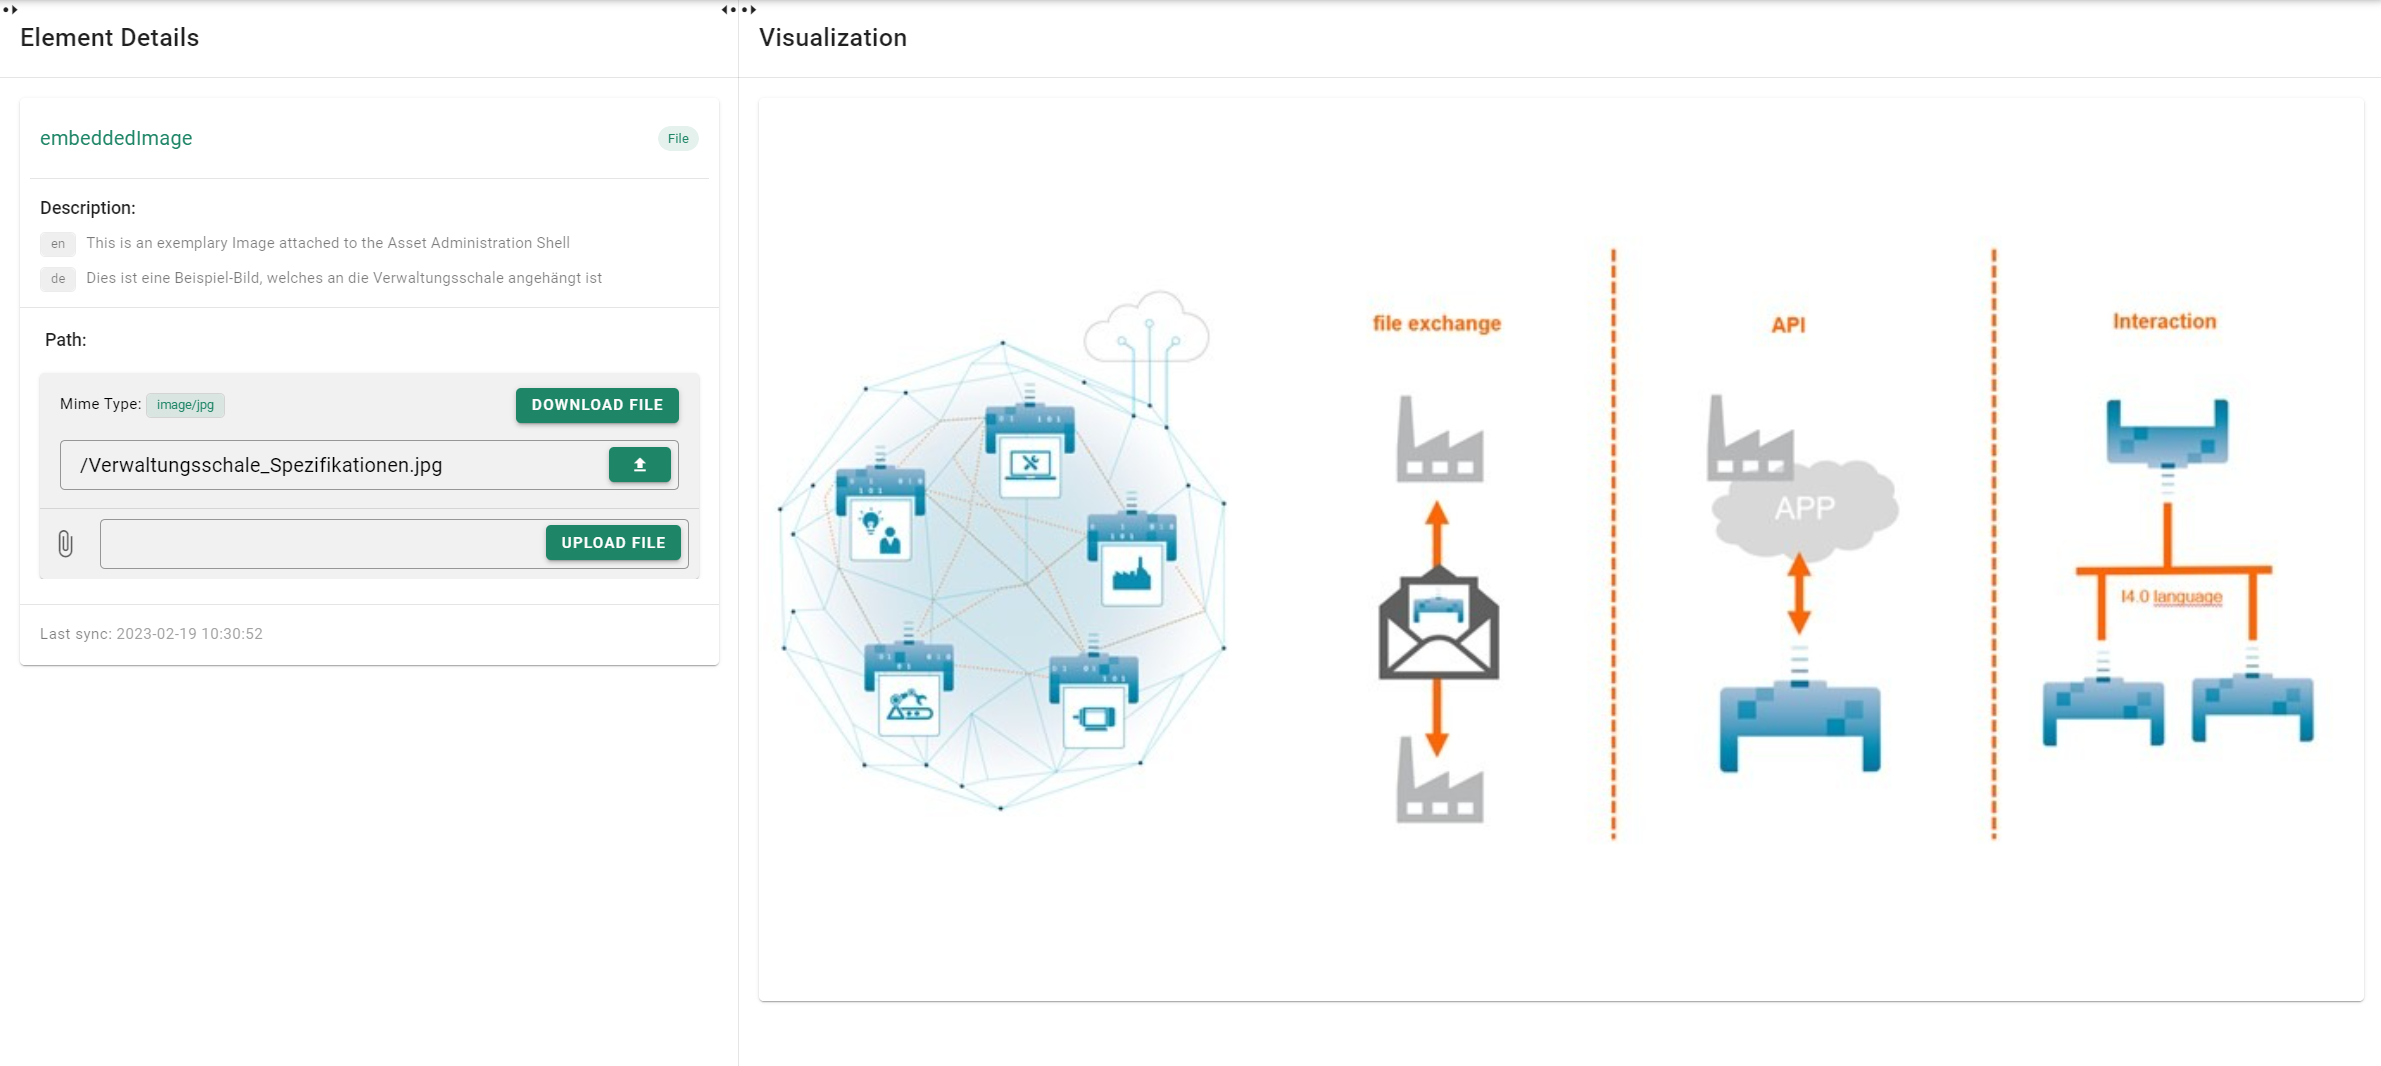 Element Details
Visualization
embeddedImage
File
Description:
en This is an exemplary Image attached to the Asset Administration Shell
de Dies ist eine Beispiel-Bild, welches an die Verwaltungsschale angehängt ist
Path:
Mime Type: image/jpg
DOWNLOAD FILE
/Verwaltungsschale_Spezifikationen.jpg
UPLOAD FILE
Last sync: 2023-02-19 10:30:52
file exchange
API
Interaction
APP
I4.0 language